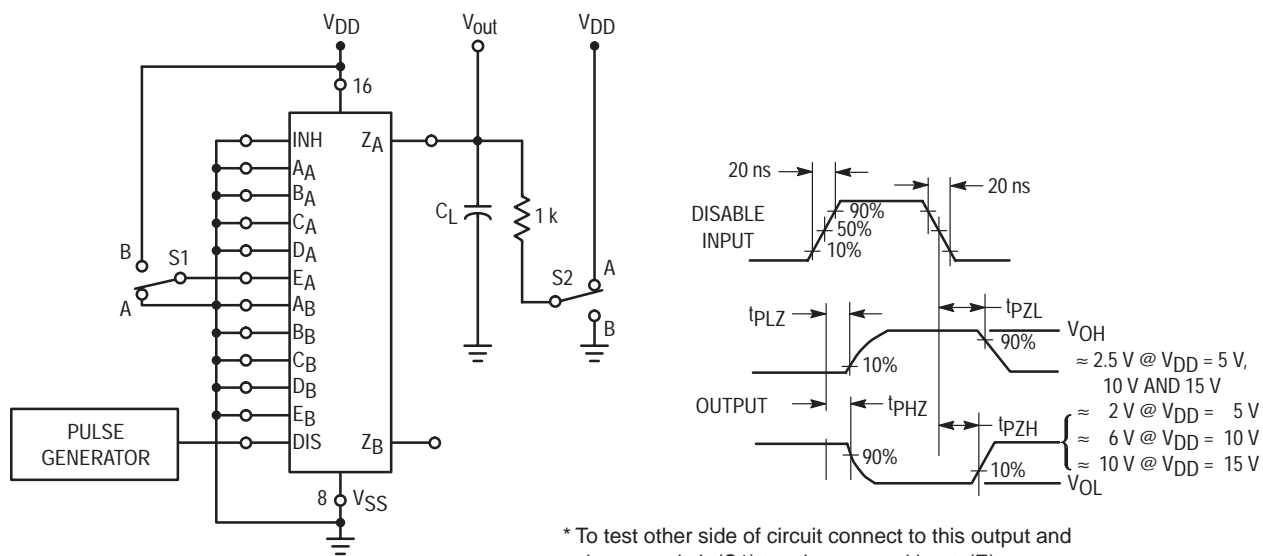 VDD
Vout
VDD
16
INH
ZA
AA
BA
CA
DA
EA
AB
BB
CB
DB
EB
DIS
ZB
B
S1
A
CL
1 k
S2
A
B
PULSE
GENERATOR
8
VSS
20 ns
20 ns
DISABLE
INPUT
90%
50%
10%
tPLZ
tPZL
VOH
90%
10%
≈ 2.5 V @ VDD = 5 V,
10 V AND 15 V
OUTPUT
tPHZ
tPZH
≈ 2 V @ VDD = 5 V
≈ 6 V @ VDD = 10 V
≈ 10 V @ VDD = 15 V
90%
10%
VOL
* To test other side of circuit connect to this output and